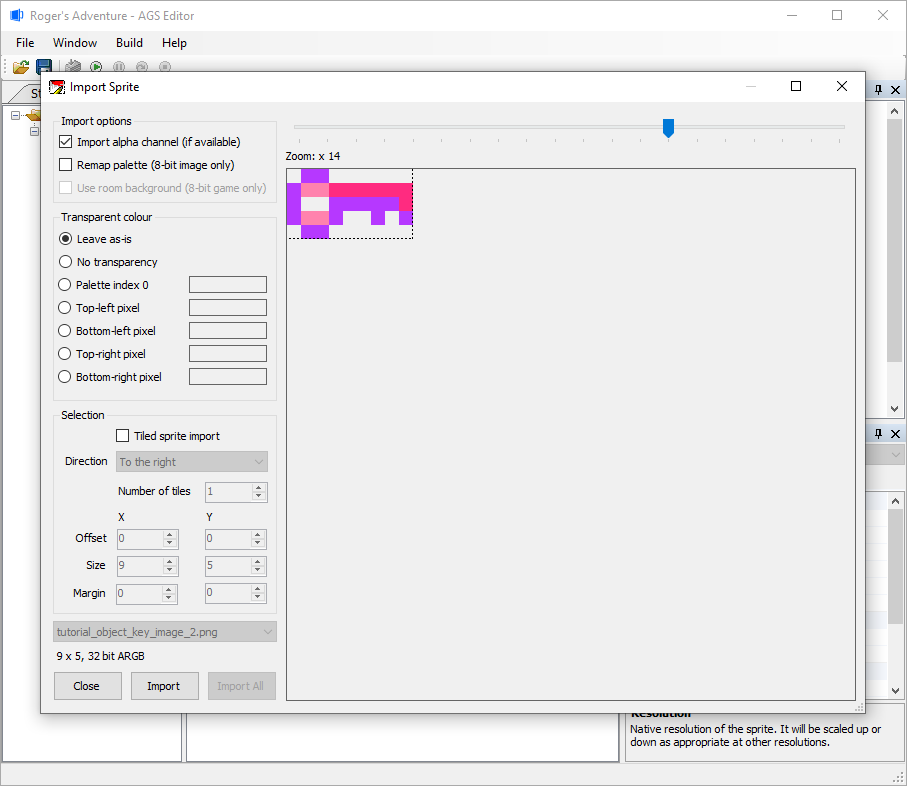 Roger's Adventure - AGS Editor
File Window Build Help
St
Import Sprite
Import options
Import alpha channel (if available)
Remap palette (8-bit image only)
Use room background (8-bit game only)
Transparent colour
Leave as-is
No transparency
Palette index 0
Top-left pixel
Bottom-left pixel
Top-right pixel
Bottom-right pixel
Selection
Tiled sprite import
Direction To the right
Number of tiles 1
X Y
Offset 0 0
Size 9 5
Margin 0 0
tutorial_object_key_image_2.png
9 x 5, 32 bit ARGB
Close Import Import All
Zoom: x 14
Resolution
Native resolution of the sprite. It will be scaled up or
down as appropriate at other resolutions.